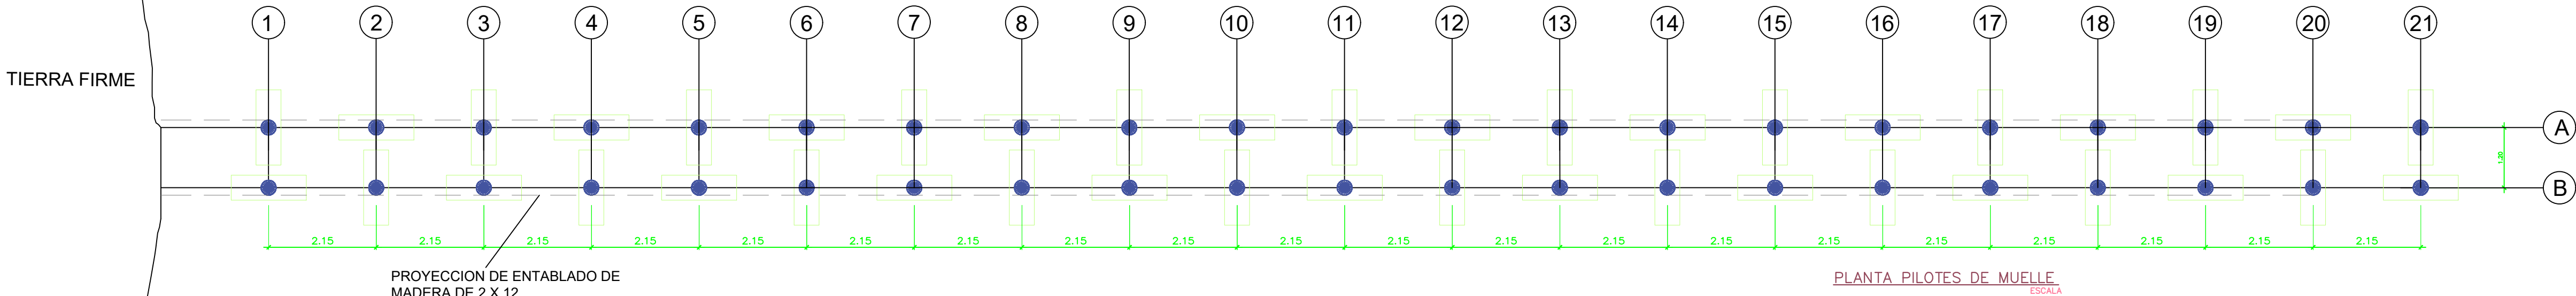 1 2 3 4 5 6 7 8 9 10 11 12 13 14 15 16 17 18 19 20 21
TIERRA FIRME
A
1.20
B
2.15 2.15 2.15 2.15 2.15 2.15 2.15 2.15 2.15 2.15 2.15 2.15 2.15 2.15 2.15 2.15 2.15 2.15 2.15 2.15
PROYECCION DE ENTABLADO DE
MADERA DE 2 X 12
PLANTA PILOTES DE MUELLE
ESCALA